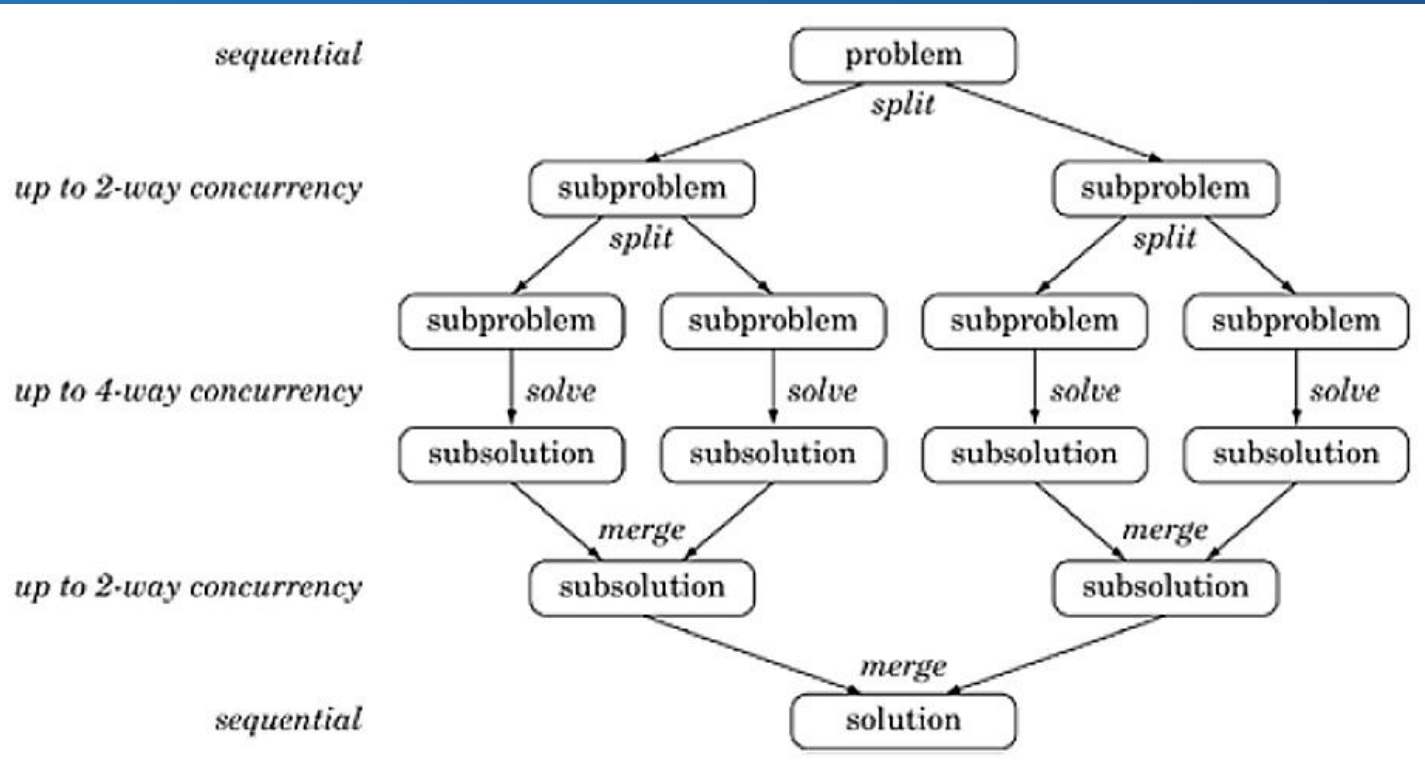 sequential problem
split
up to 2-way concurrency subproblem subproblem
split split
subproblem subproblem subproblem subproblem
up to 4-way concurrency solve solve solve solve
subsolution subsolution subsolution subsolution
merge merge
up to 2-way concurrency subsolution subsolution
merge
sequential solution